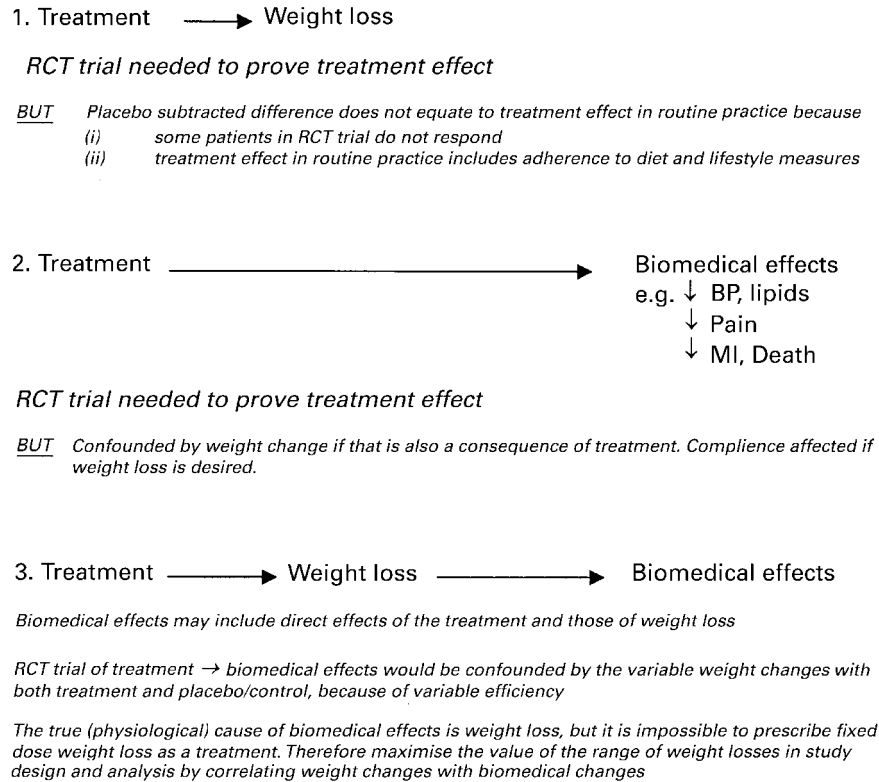 1. Treatment → Weight loss
RCT trial needed to prove treatment effect
BUT Placebo subtracted difference does not equate to treatment effect in routine practice because
(i) some patients in RCT trial do not respond
(ii) treatment effect in routine practice includes adherence to diet and lifestyle measures
2. Treatment → Biomedical effects
e.g. ↓ BP, lipids
↓ Pain
↓ MI, Death
RCT trial needed to prove treatment effect
BUT Confounded by weight change if that is also a consequence of treatment. Complience affected if
weight loss is desired.
3. Treatment → Weight loss → Biomedical effects
Biomedical effects may include direct effects of the treatment and those of weight loss
RCT trial of treatment → biomedical effects would be confounded by the variable weight changes with
both treatment and placebo/control, because of variable efficiency
The true (physiological) cause of biomedical effects is weight loss, but it is impossible to prescribe fixed
dose weight loss as a treatment. Therefore maximise the value of the range of weight losses in study
design and analysis by correlating weight changes with biomedical changes